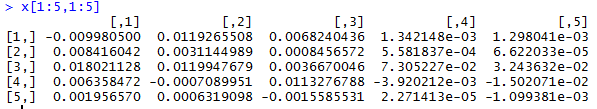 > x[1:5,1:5]
[,1] [,2] [,3] [,4] [,5]
[1,] -0.009980500 0.0119265508 0.0068240436 1.342148e-03 1.298041e-03
[2,] 0.008416042 0.0031144989 0.0008456572 5.581837e-04 6.622033e-05
[3,] 0.018021128 0.0119947679 0.0036670046 7.305227e-02 3.243632e-02
[4,] 0.006358472 -0.0007089951 0.0113276788 -3.920212e-03 -1.502071e-02
[5,] 0.001956570 0.0006319098 -0.0015585531 2.271413e-05 -1.099381e-03